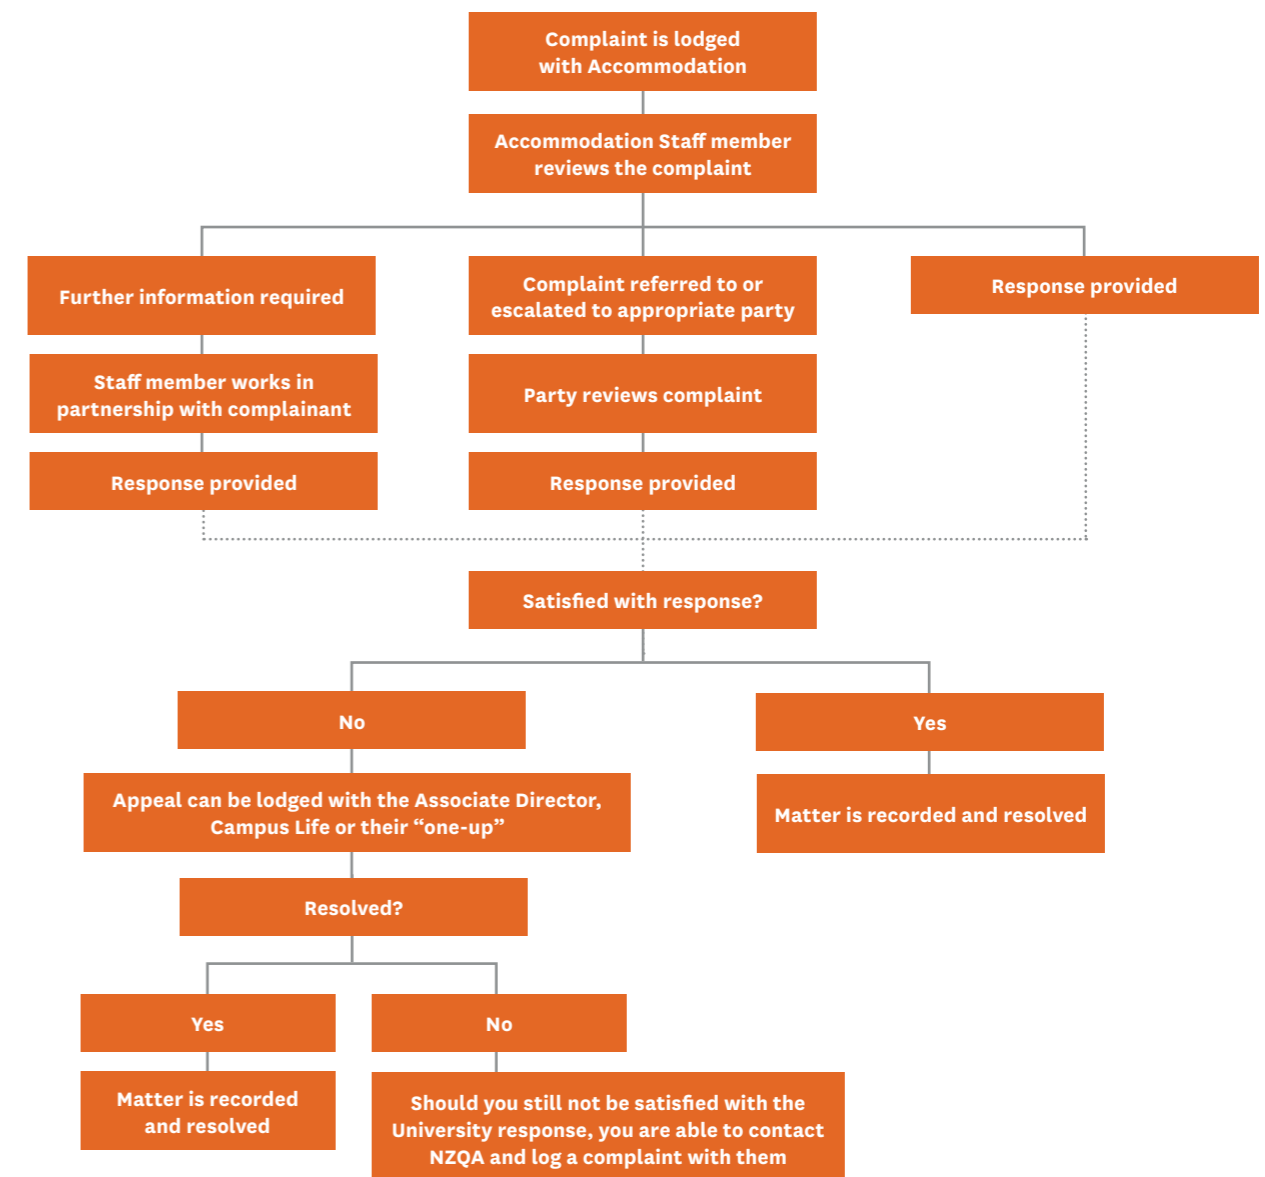 Complaint is lodged
with Accommodation
Accommodation Staff member
reviews the complaint
Further information required
Complaint referred to or
escalated to appropriate party
Response provided
Staff member works in
partnership with complainant
Party reviews complaint
Response provided
Response provided
Satisfied with response?
No
Yes
Appeal can be lodged with the Associate Director,
Campus Life or their “one-up”
Matter is recorded and resolved
Resolved?
Yes
No
Matter is recorded
and resolved
Should you still not be satisfied with the
University response, you are able to contact
NZQA and log a complaint with them